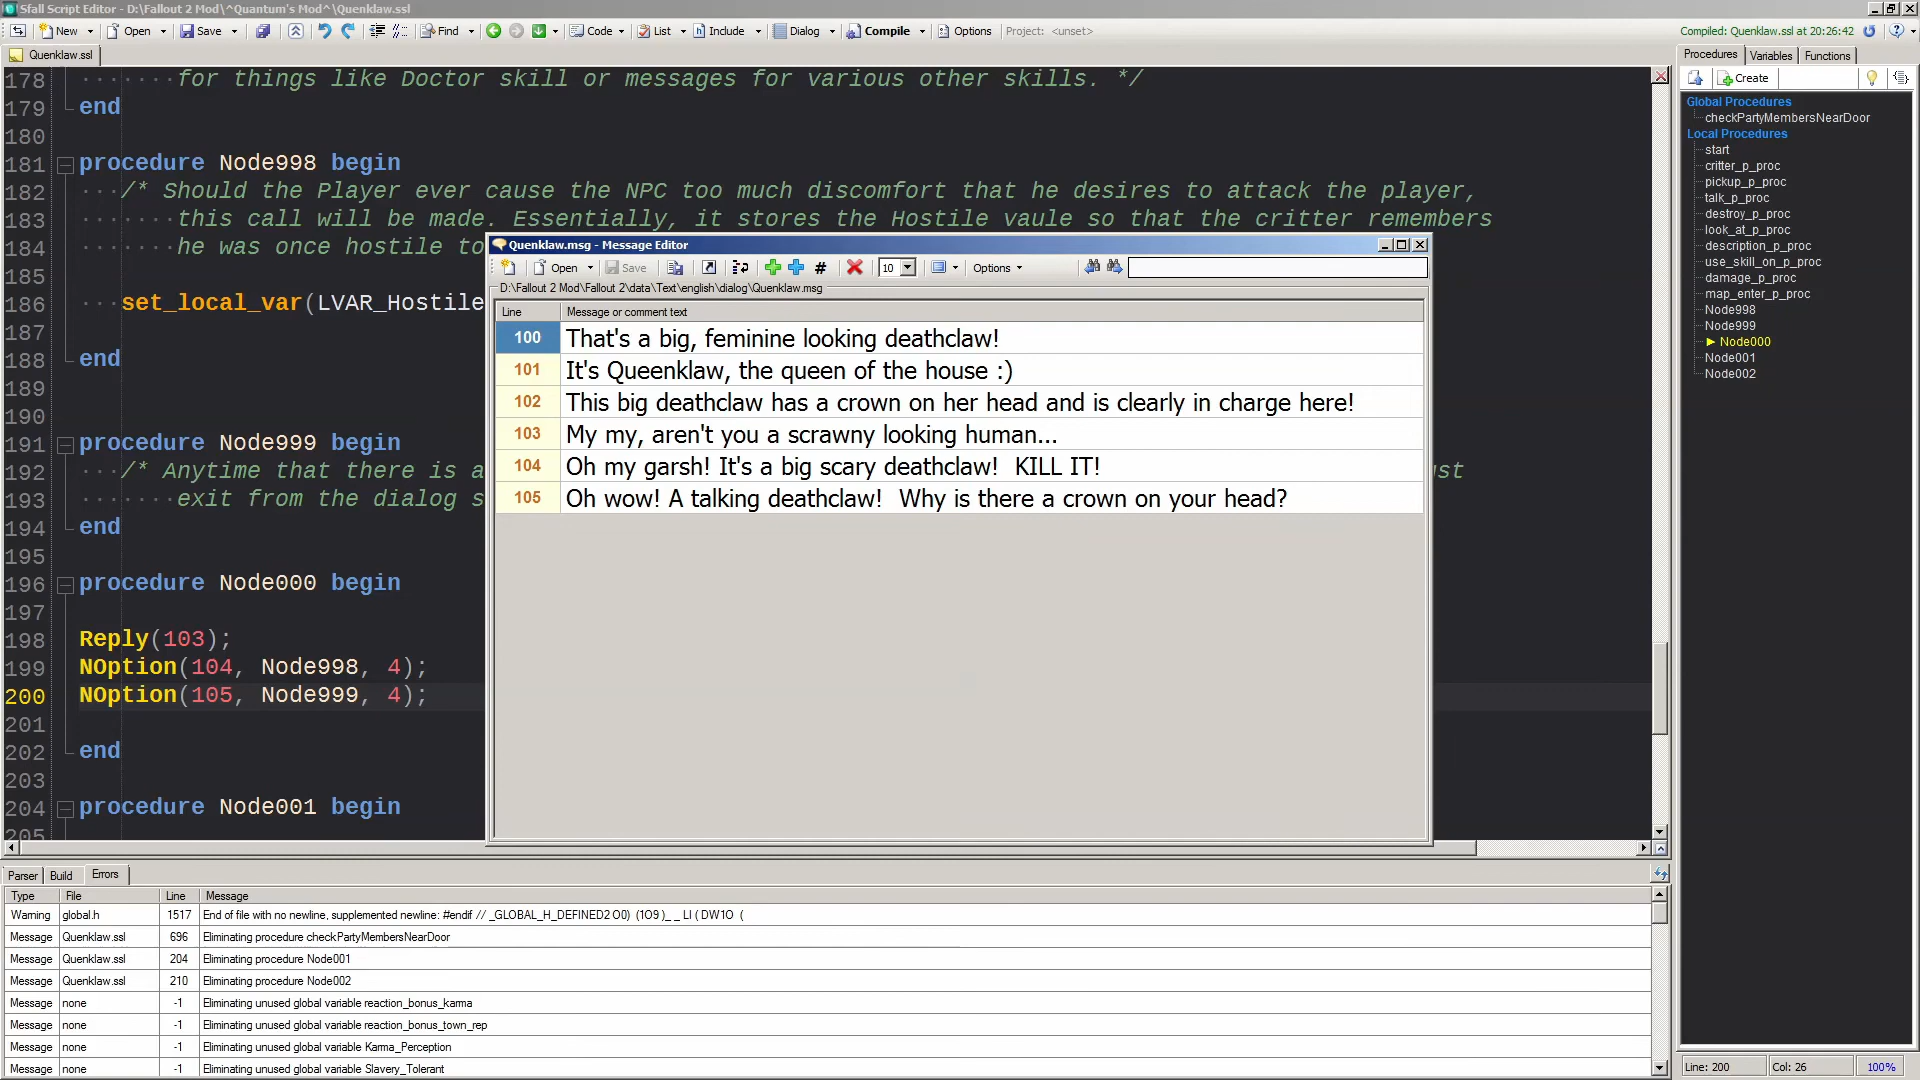 Sfall Script Editor - D:\Fallout 2 Mod\^Quantum's Mod^\Quenklaw.ssl
New Open Save Find Code List Include Dialog Compile Options Project: <unset> Compiled: Quenklaw.ssl at 20:26:42
Quenklaw.ssl
178 for things like Doctor skill or messages for various other skills. */
179 end
180
181 procedure Node998 begin
182 /* Should the Player ever cause the NPC too much discomfort that he desires to attack the player,
183 this call will be made. Essentially, it stores the Hostile vaule so that the critter remembers
184 he was once hostile to
185
186 set_local_var(LVAR_Hostile
187
188 end
189
190
191 procedure Node999 begin
192 /* Anytime that there is a ust
193 exit from the dialog s
194 end
195
196 procedure Node000 begin
197
198 Reply(103);
199 NOption(104, Node998, 4);
200 NOption(105, Node999, 4);
201
202 end
203
204 procedure Node001 begin
205
Quenklaw.msg - Message Editor
Open Save # 10 Options
D:\Fallout 2 Mod\Fallout 2\data\Text\english\dialog\Quenklaw.msg
Line Message or comment text
100 That's a big, feminine looking deathclaw!
101 It's Queenklaw, the queen of the house :)
102 This big deathclaw has a crown on her head and is clearly in charge here!
103 My my, aren't you a scrawny looking human...
104 Oh my garsh! It's a big scary deathclaw!  KILL IT!
105 Oh wow! A talking deathclaw!  Why is there a crown on your head?
Procedures Variables Functions
Create
Global Procedures
checkPartyMembersNearDoor
Local Procedures
start
critter_p_proc
pickup_p_proc
talk_p_proc
destroy_p_proc
look_at_p_proc
description_p_proc
use_skill_on_p_proc
damage_p_proc
map_enter_p_proc
Node998
Node999
Node000
Node001
Node002
Parser Build Errors
Type File Line Message
Warning global.h 1517 End of file with no newline, supplemented newline: #endif // _GLOBAL_H_DEFINED2 O0) (1O9 )_ _ LI ( DW1O (
Message Quenklaw.ssl 696 Eliminating procedure checkPartyMembersNearDoor
Message Quenklaw.ssl 204 Eliminating procedure Node001
Message Quenklaw.ssl 210 Eliminating procedure Node002
Message none -1 Eliminating unused global variable reaction_bonus_karma
Message none -1 Eliminating unused global variable reaction_bonus_town_rep
Message none -1 Eliminating unused global variable Karma_Perception
Message none -1 Eliminating unused global variable Slavery_Tolerant
Line: 200 Col: 26 100%